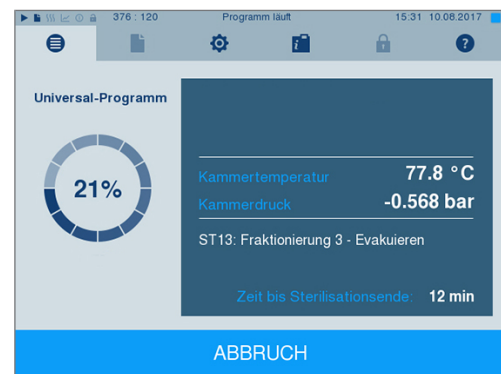 376 : 120 Programm läuft 15:31 10.08.2017
i ?
Universal-Programm
21%
Kammertemperatur 77.8 °C
Kammerdruck -0.568 bar
ST13: Fraktionierung 3 - Evakuieren
Zeit bis Sterilisationsende: 12 min
ABBRUCH